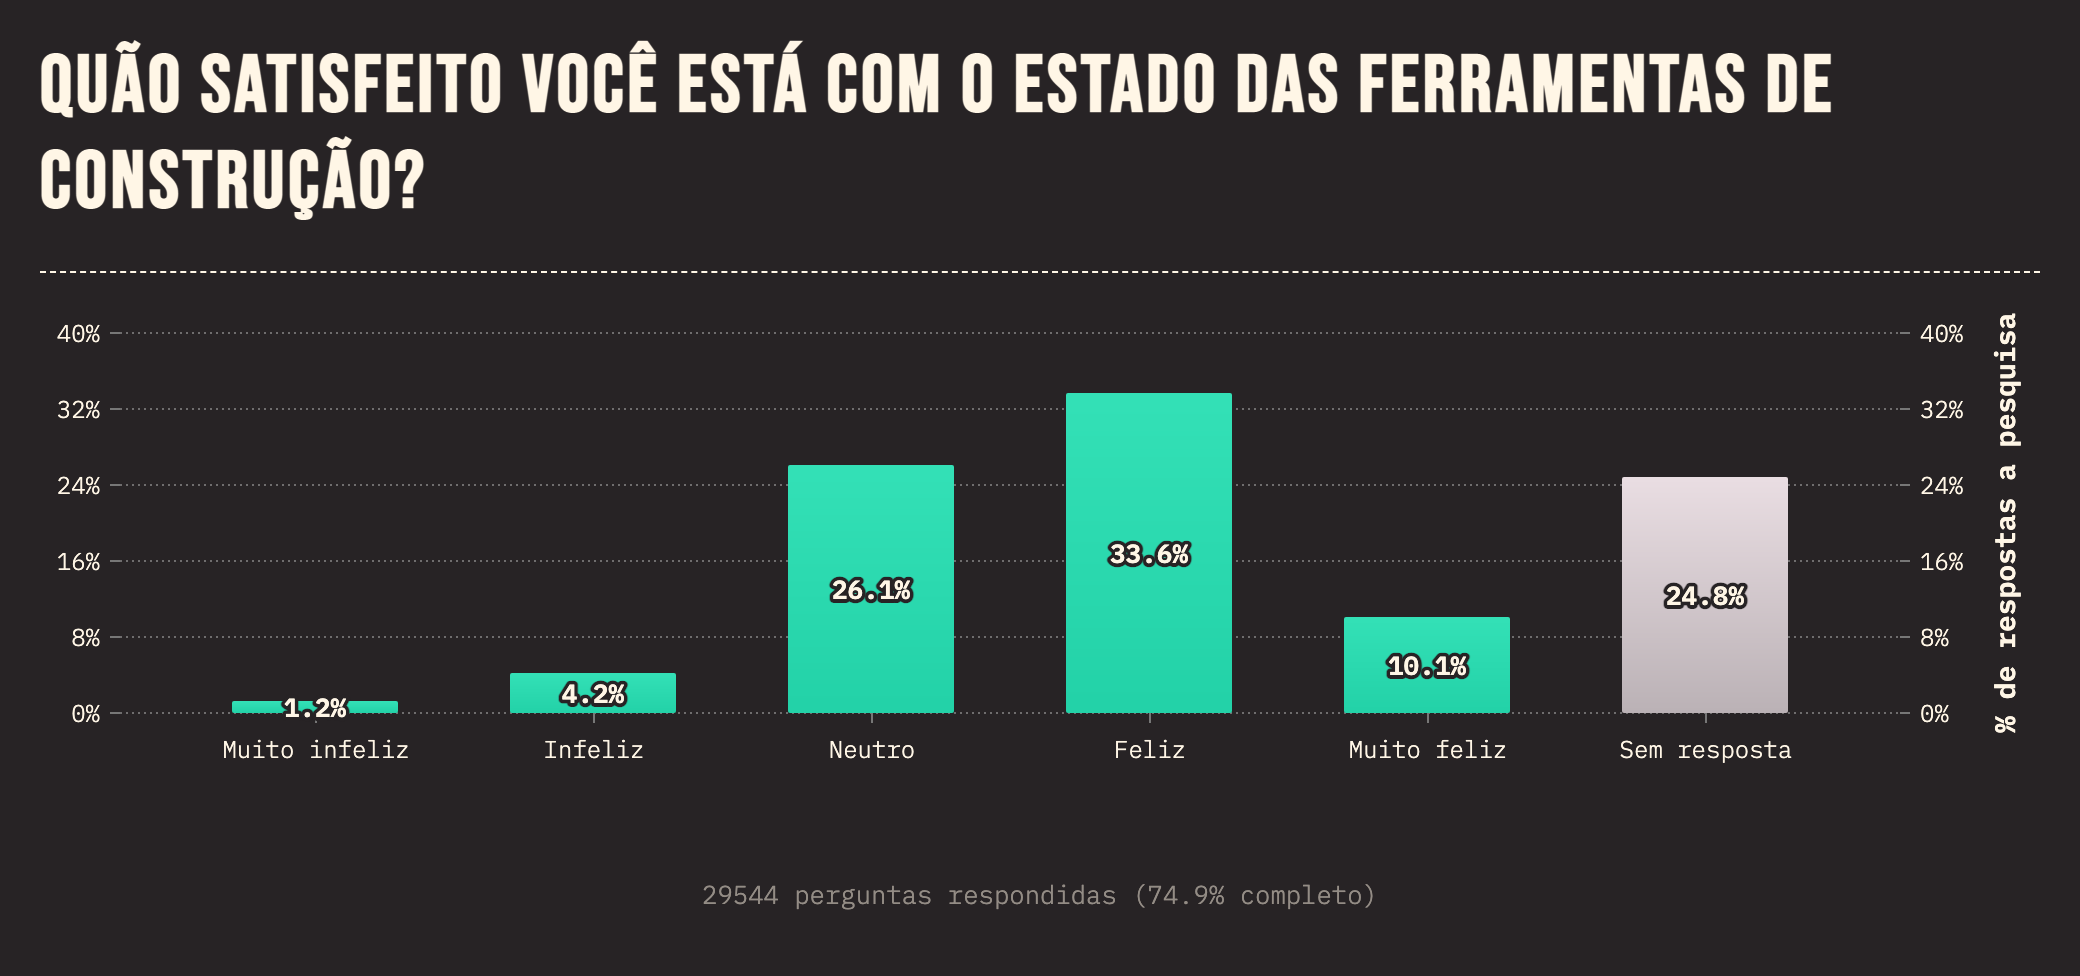 QUÃO SATISFEITO VOCÊ ESTÁ COM O ESTADO DAS FERRAMENTAS DE
CONSTRUÇÃO?
40%
32%
24%
16%
8%
0%
40%
32%
24%
16%
8%
0%
% de respostas a pesquisa
1.2%
4.2%
26.1%
33.6%
10.1%
24.8%
Muito infeliz
Infeliz
Neutro
Feliz
Muito feliz
Sem resposta
29544 perguntas respondidas (74.9% completo)